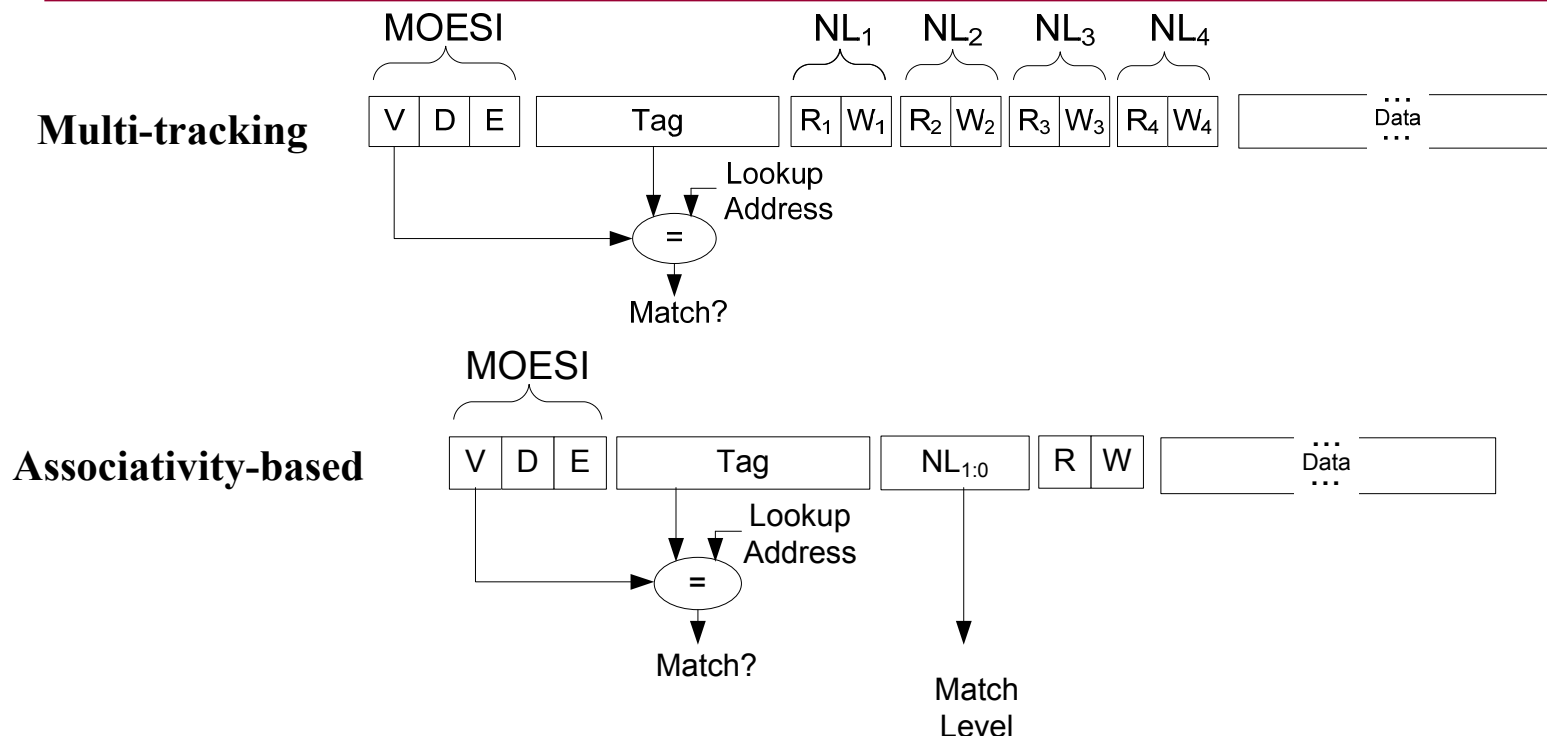 MOESI NL₁ NL₂ NL₃ NL₄
Multi-tracking V D E Tag R₁ W₁ R₂ W₂ R₃ W₃ R₄ W₄ ... Data ...
Lookup
Address
=
Match?
MOESI
Associativity-based V D E Tag NL₁:₀ R W ... Data ...
Lookup
Address
=
Match?
Match
Level